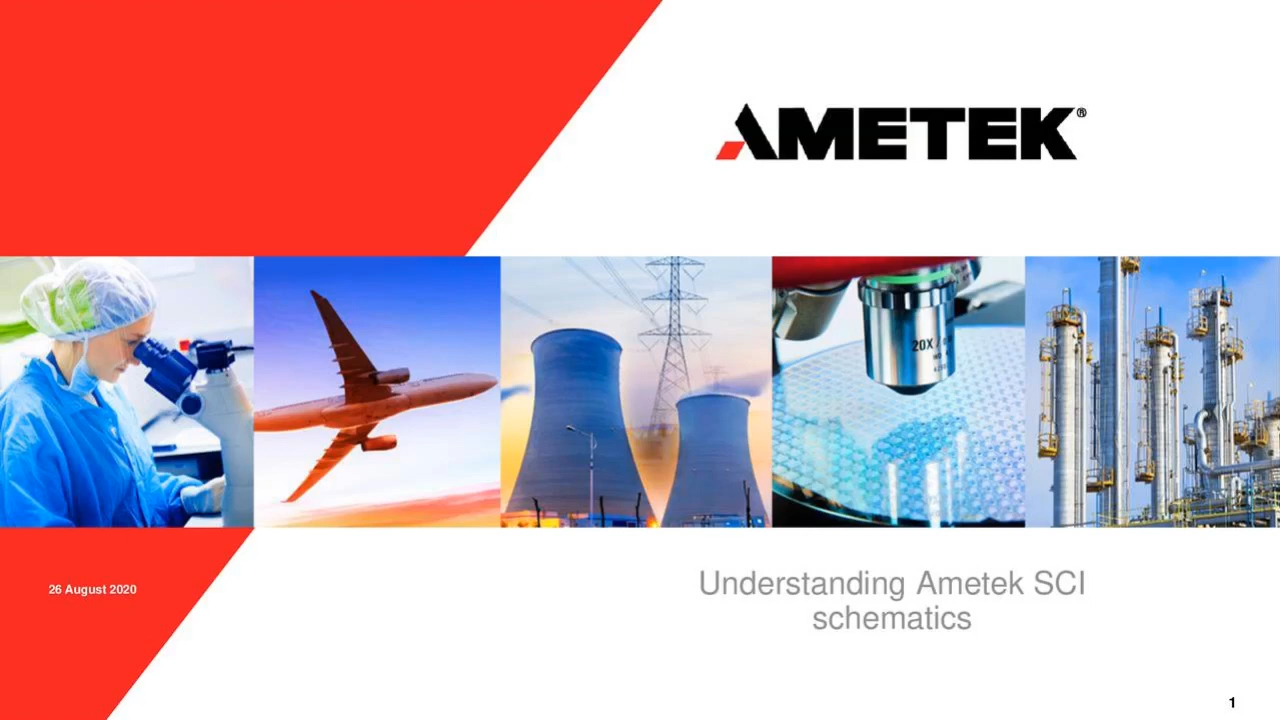 AMETEK®
20X/
26 August 2020
Understanding Ametek SCI
schematics
1